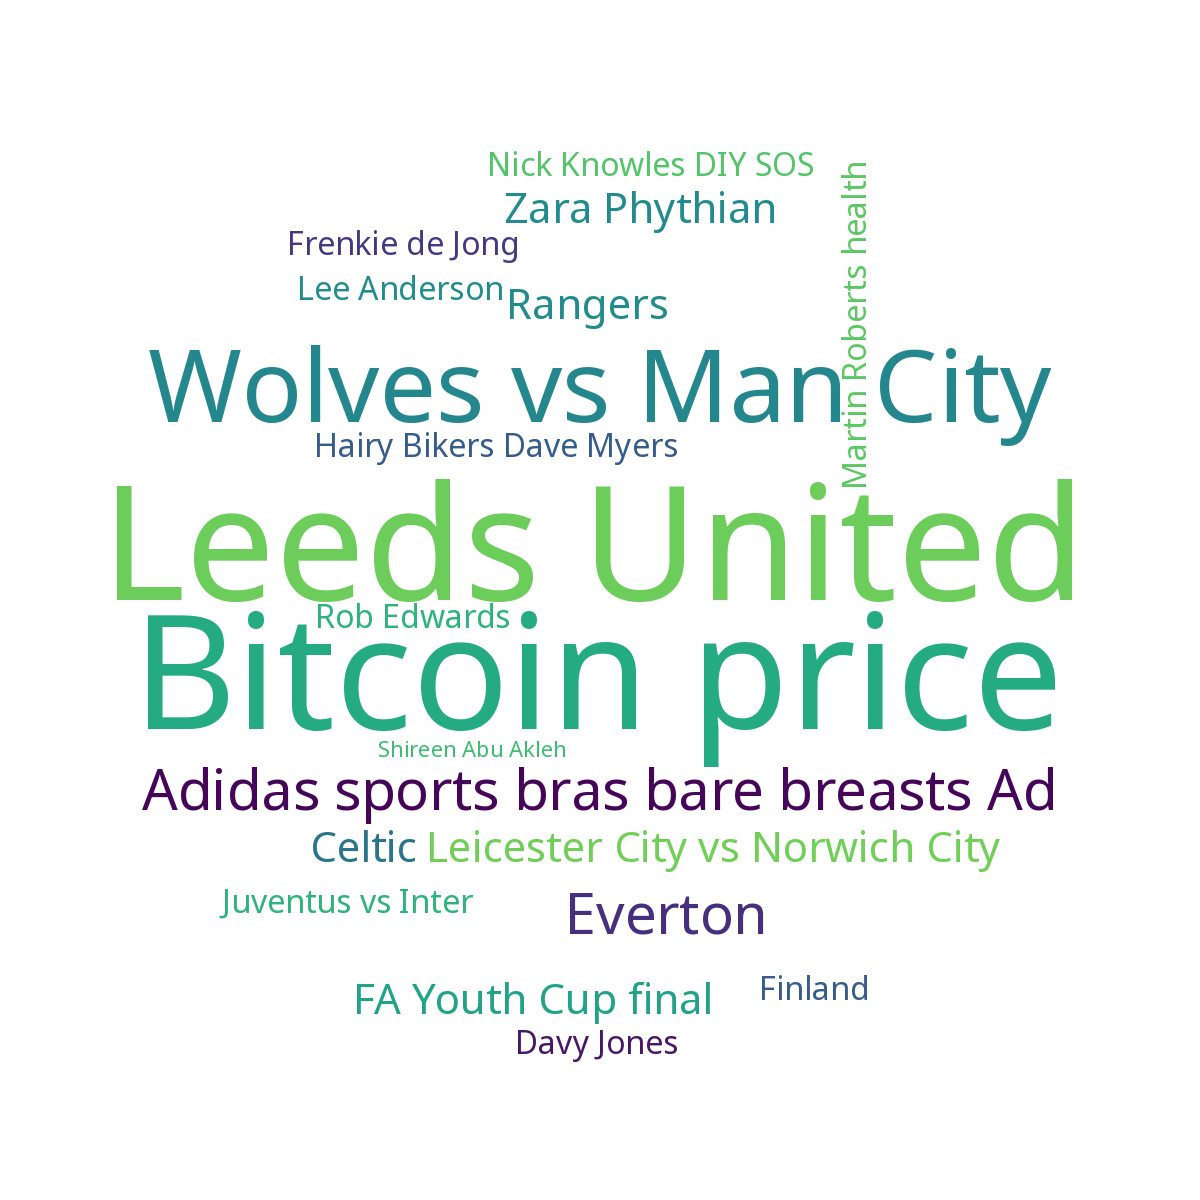 Nick Knowles DIY SOS
Zara Phythian
Martin Roberts health
Frenkie de Jong
Lee Anderson
Rangers
Wolves vs Man City
Hairy Bikers Dave Myers
Leeds United
Rob Edwards
Bitcoin price
Shireen Abu Akleh
Adidas sports bras bare breasts Ad
Celtic
Leicester City vs Norwich City
Juventus vs Inter
Everton
FA Youth Cup final
Finland
Davy Jones